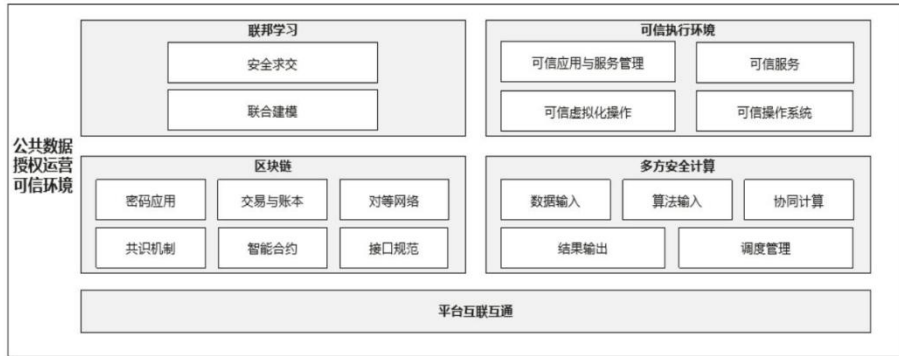 公共数据
授权运营
可信环境
联邦学习
安全求交
联合建模
可信执行环境
可信应用与服务管理
可信服务
可信虚拟化操作
可信操作系统
区块链
密码应用
交易与账本
对等网络
共识机制
智能合约
接口规范
多方安全计算
数据输入
算法输入
协同计算
结果输出
调度管理
平台互联互通